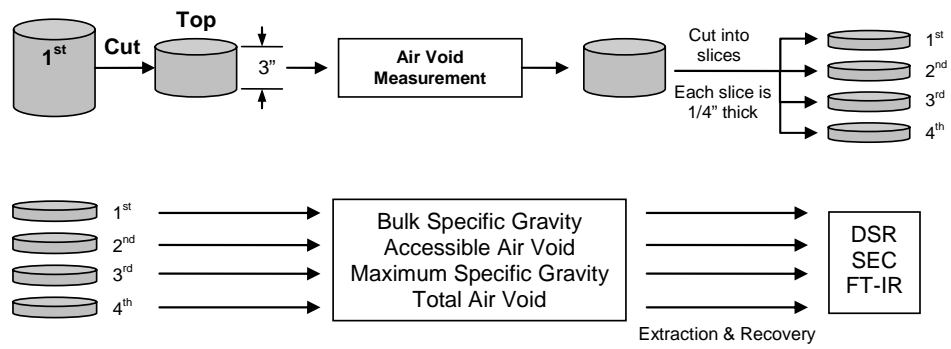 1st
Cut
Top
3”
Air Void
Measurement
Cut into
slices
Each slice is
1/4” thick
1st
2nd
3rd
4th
1st
2nd
3rd
4th
Bulk Specific Gravity
Accessible Air Void
Maximum Specific Gravity
Total Air Void
Extraction & Recovery
DSR
SEC
FT-IR